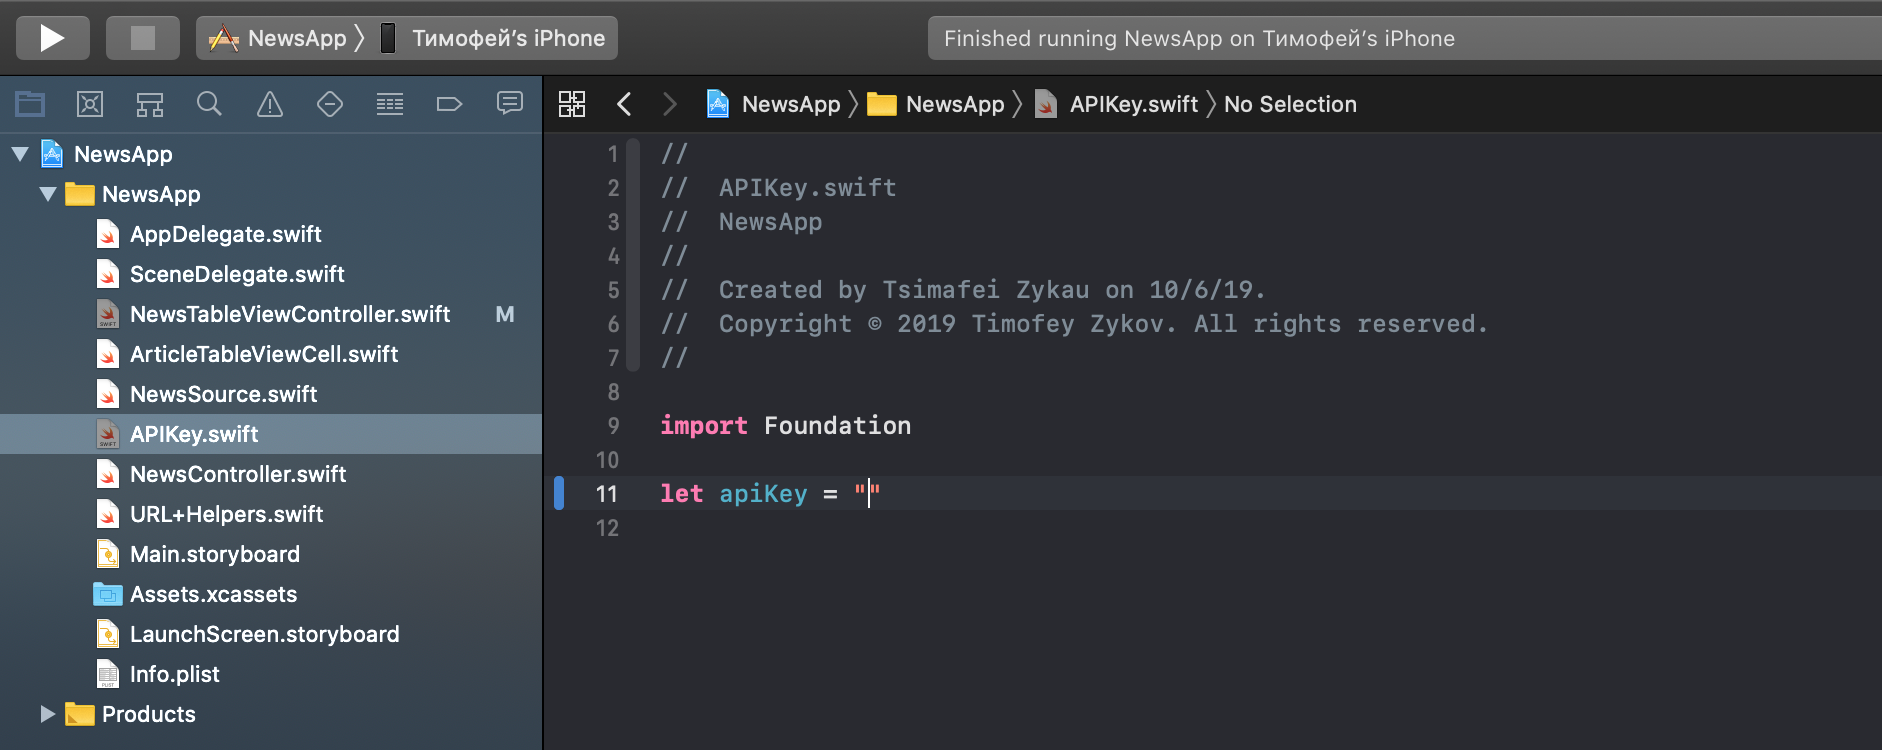 NewsApp 〉 Тимофей’s iPhone
Finished running NewsApp on Тимофей’s iPhone
NewsApp 〉 NewsApp 〉 APIKey.swift 〉 No Selection
NewsApp
NewsApp
AppDelegate.swift
SceneDelegate.swift
NewsTableViewController.swift M
ArticleTableViewCell.swift
NewsSource.swift
APIKey.swift
NewsController.swift
URL+Helpers.swift
Main.storyboard
Assets.xcassets
LaunchScreen.storyboard
Info.plist
Products
1 //
2 //  APIKey.swift
3 //  NewsApp
4 //
5 //  Created by Tsimafei Zykau on 10/6/19.
6 //  Copyright © 2019 Timofey Zykov. All rights reserved.
7 //
8
9 import Foundation
10
11 let apiKey = ""
12